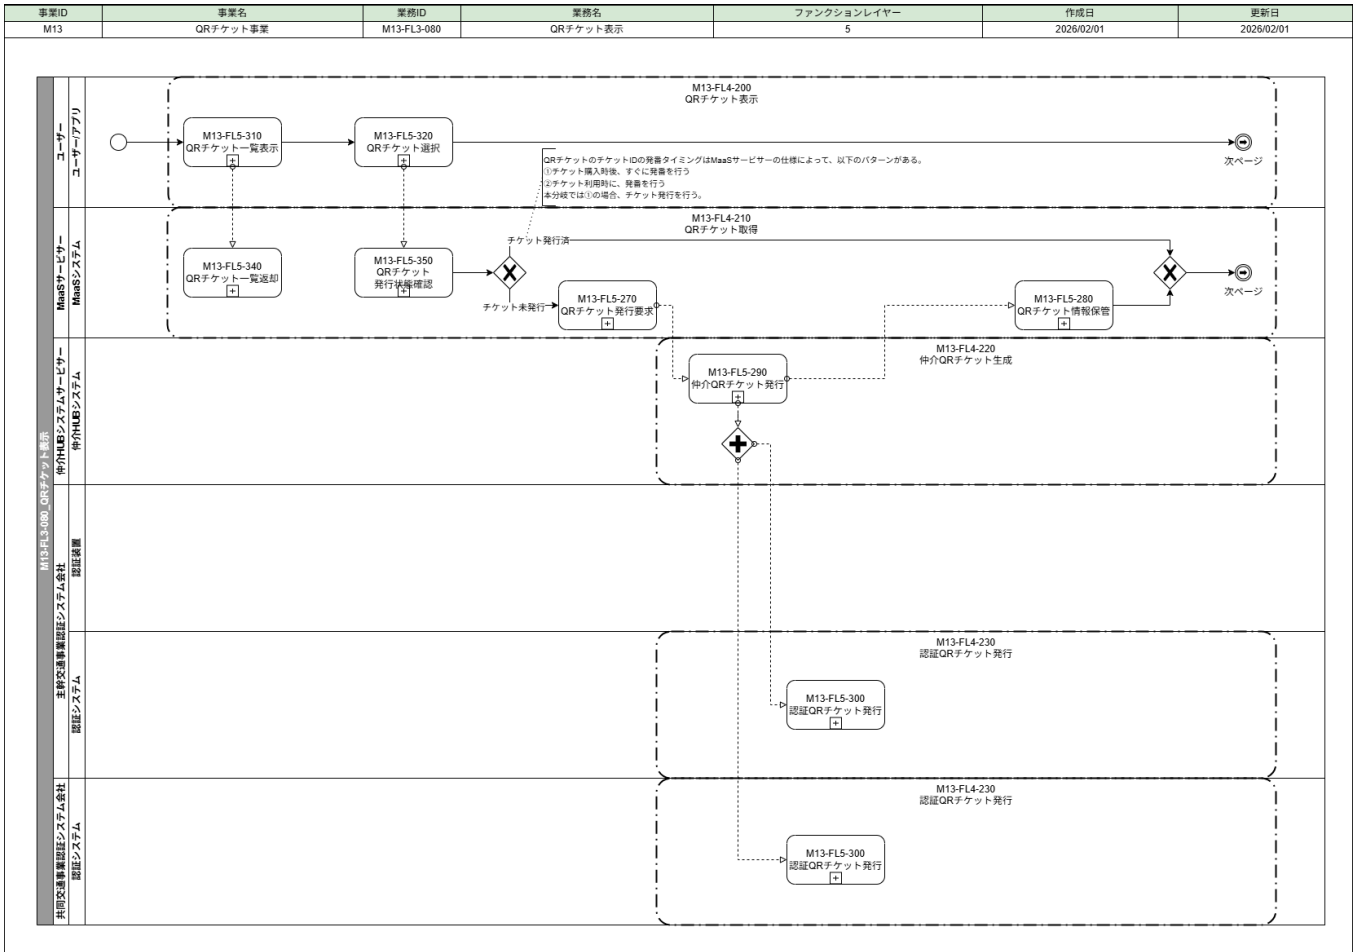 事業ID 事業名 業務ID 業務名 ファンクションレイヤー 作成日 更新日
M13 QRチケット事業 M13-FL3-080 QRチケット表示 5 2026/02/01 2026/02/01
M13-FL3-080_QRチケット表示
ユーザー
ユーザー/アプリ
M13-FL4-200
QRチケット表示
M13-FL5-310
QRチケット一覧表示
M13-FL5-320
QRチケット選択
QRチケットのチケットIDの発番タイミングはMaaSサービサーの仕様によって、以下のパターンがある。
①チケット購入時後、すぐに発番を行う
②チケット利用時に、発番を行う
本分岐では①の場合、チケット発行を行う。
次ページ
MaaSサービサー
MaaSシステム
M13-FL4-210
QRチケット取得
M13-FL5-340
QRチケット一覧返却
M13-FL5-350
QRチケット
発行状態確認
チケット発行済
チケット未発行
M13-FL5-270
QRチケット発行要求
M13-FL5-280
QRチケット情報保管
次ページ
仲介HUBシステムサービサー
仲介HUBシステム
M13-FL4-220
仲介QRチケット生成
M13-FL5-290
仲介QRチケット発行
主幹交通事業認証システム会社
認証装置
認証システム
M13-FL4-230
認証QRチケット発行
M13-FL5-300
認証QRチケット発行
共同交通事業認証システム会社
認証システム
M13-FL4-230
認証QRチケット発行
M13-FL5-300
認証QRチケット発行